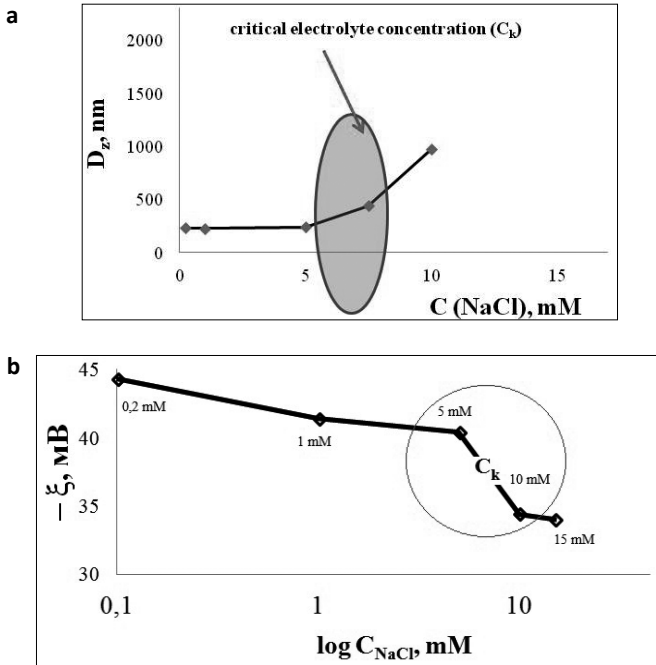 a
critical electrolyte concentration (Ck)
2000
1500
1000
500
0
Dz, nm
0
5
10
15
C (NaCl), mM
b
45
40
35
30
– ξ, мВ
0,2 mM
1 mM
5 mM
Ck
10 mM
15 mM
0,1
1
10
log CNaCl, mM